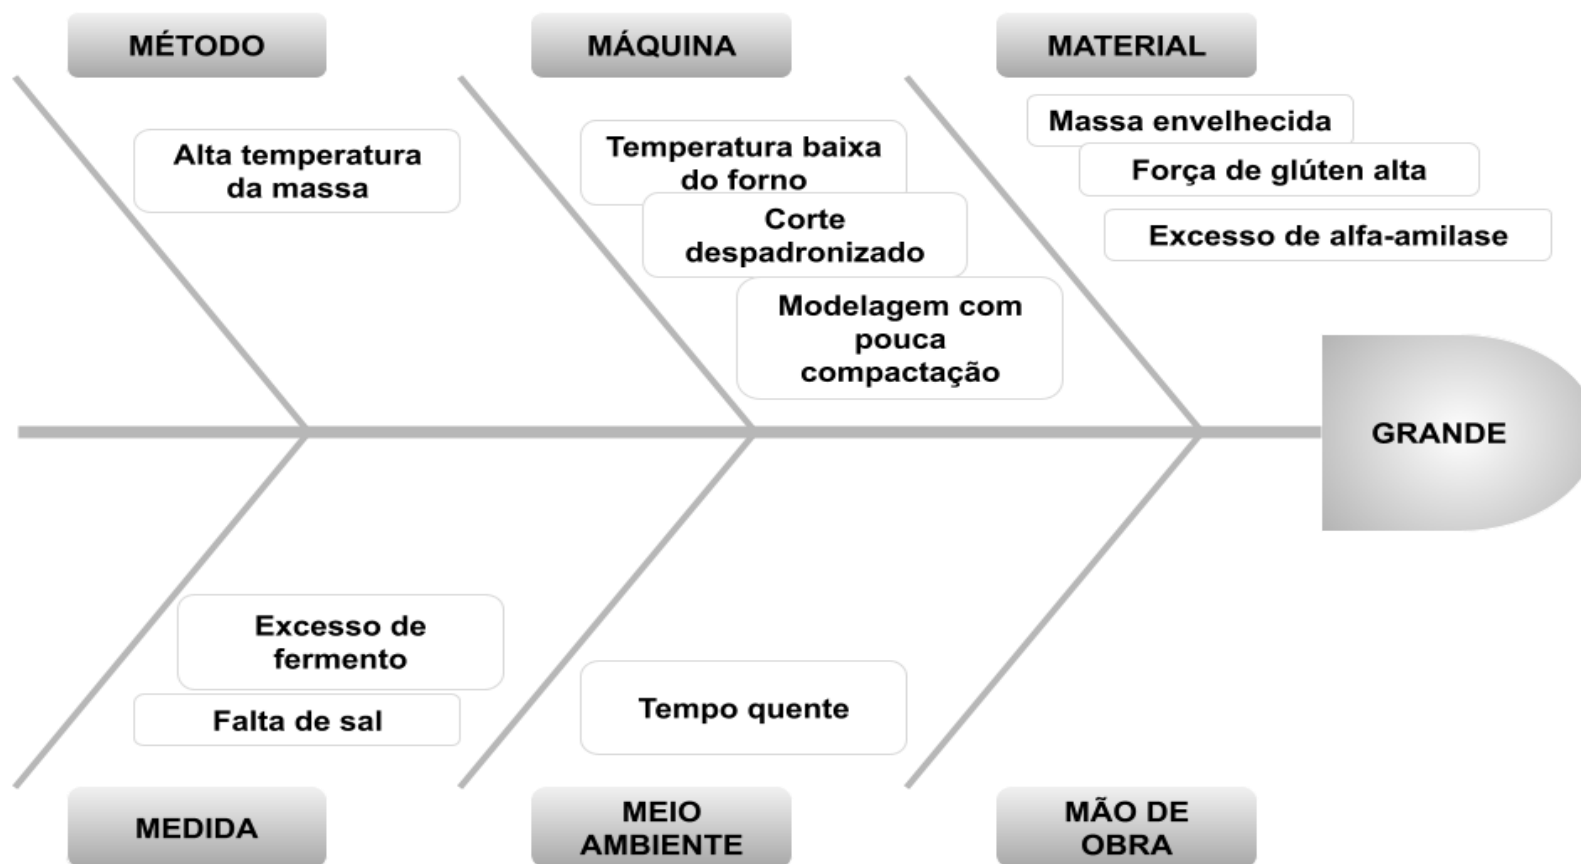 MÉTODO
MÁQUINA
MATERIAL
Alta temperatura
da massa
Temperatura baixa
do forno
Corte
despadronizado
Modelagem com
pouca
compactação
Massa envelhecida
Força de glúten alta
Excesso de alfa-amilase
GRANDE
Excesso de
fermento
Falta de sal
Tempo quente
MEDIDA
MEIO
AMBIENTE
MÃO DE
OBRA